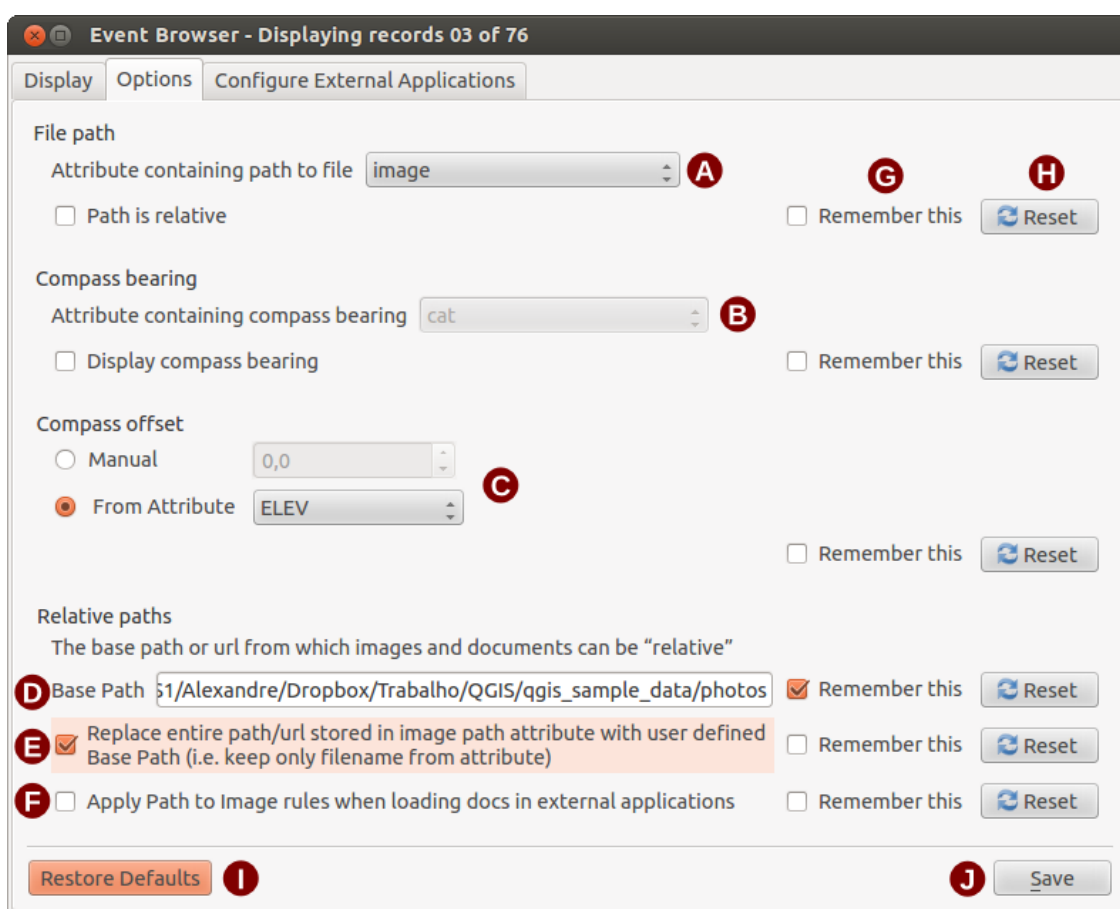 Event Browser - Displaying records 03 of 76
Display Options Configure External Applications
File path
Attribute containing path to file image A G H
Path is relative Remember this Reset
Compass bearing
Attribute containing compass bearing cat B
Display compass bearing Remember this Reset
Compass offset
Manual 0,0
C
From Attribute ELEV
Remember this Reset
Relative paths
The base path or url from which images and documents can be “relative”
D Base Path 51/Alexandre/Dropbox/Trabalho/QGIS/qgis_sample_data/photos Remember this Reset
E Replace entire path/url stored in image path attribute with user defined
Base Path (i.e. keep only filename from attribute) Remember this Reset
F Apply Path to Image rules when loading docs in external applications Remember this Reset
Restore Defaults I J Save